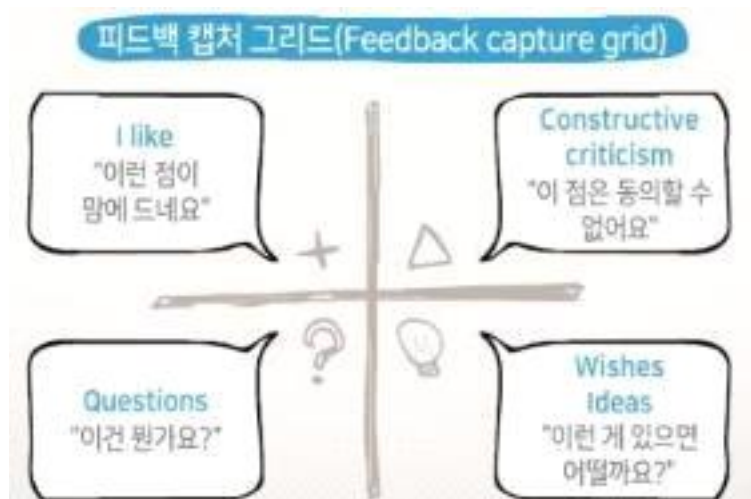 피드백 캡처 그리드(Feedback capture grid)
I like
"이런 점이
맘에 드네요"
Constructive
criticism
"이 점은 동의할 수
없어요"
Questions
"이건 뭔가요?"
Wishes
Ideas
"이런 게 있으면
어떨까요?"